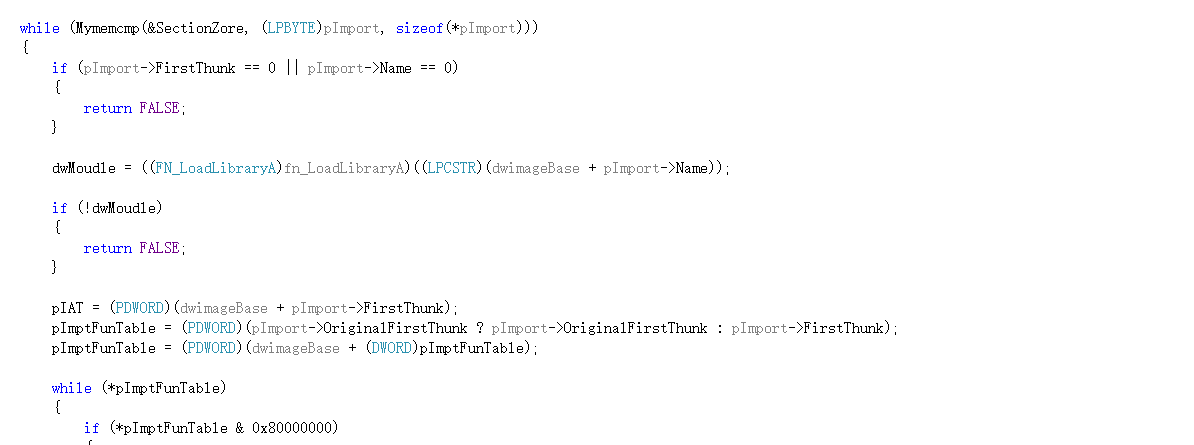 while (Mymemcmp(&SectionZore, (LPBYTE)pImport, sizeof(*pImport)))
{
if (pImport->FirstThunk == 0 || pImport->Name == 0)
{
return FALSE;
}
dwMoudle = ((FN_LoadLibraryA)fn_LoadLibraryA)((LPCSTR)(dwimageBase + pImport->Name));
if (!dwMoudle)
{
return FALSE;
}
pIAT = (PDWORD)(dwimageBase + pImport->FirstThunk);
pImptFunTable = (PDWORD)(pImport->OriginalFirstThunk ? pImport->OriginalFirstThunk : pImport->FirstThunk);
pImptFunTable = (PDWORD)(dwimageBase + (DWORD)pImptFunTable);
while (*pImptFunTable)
{
if (*pImptFunTable & 0x80000000)
{